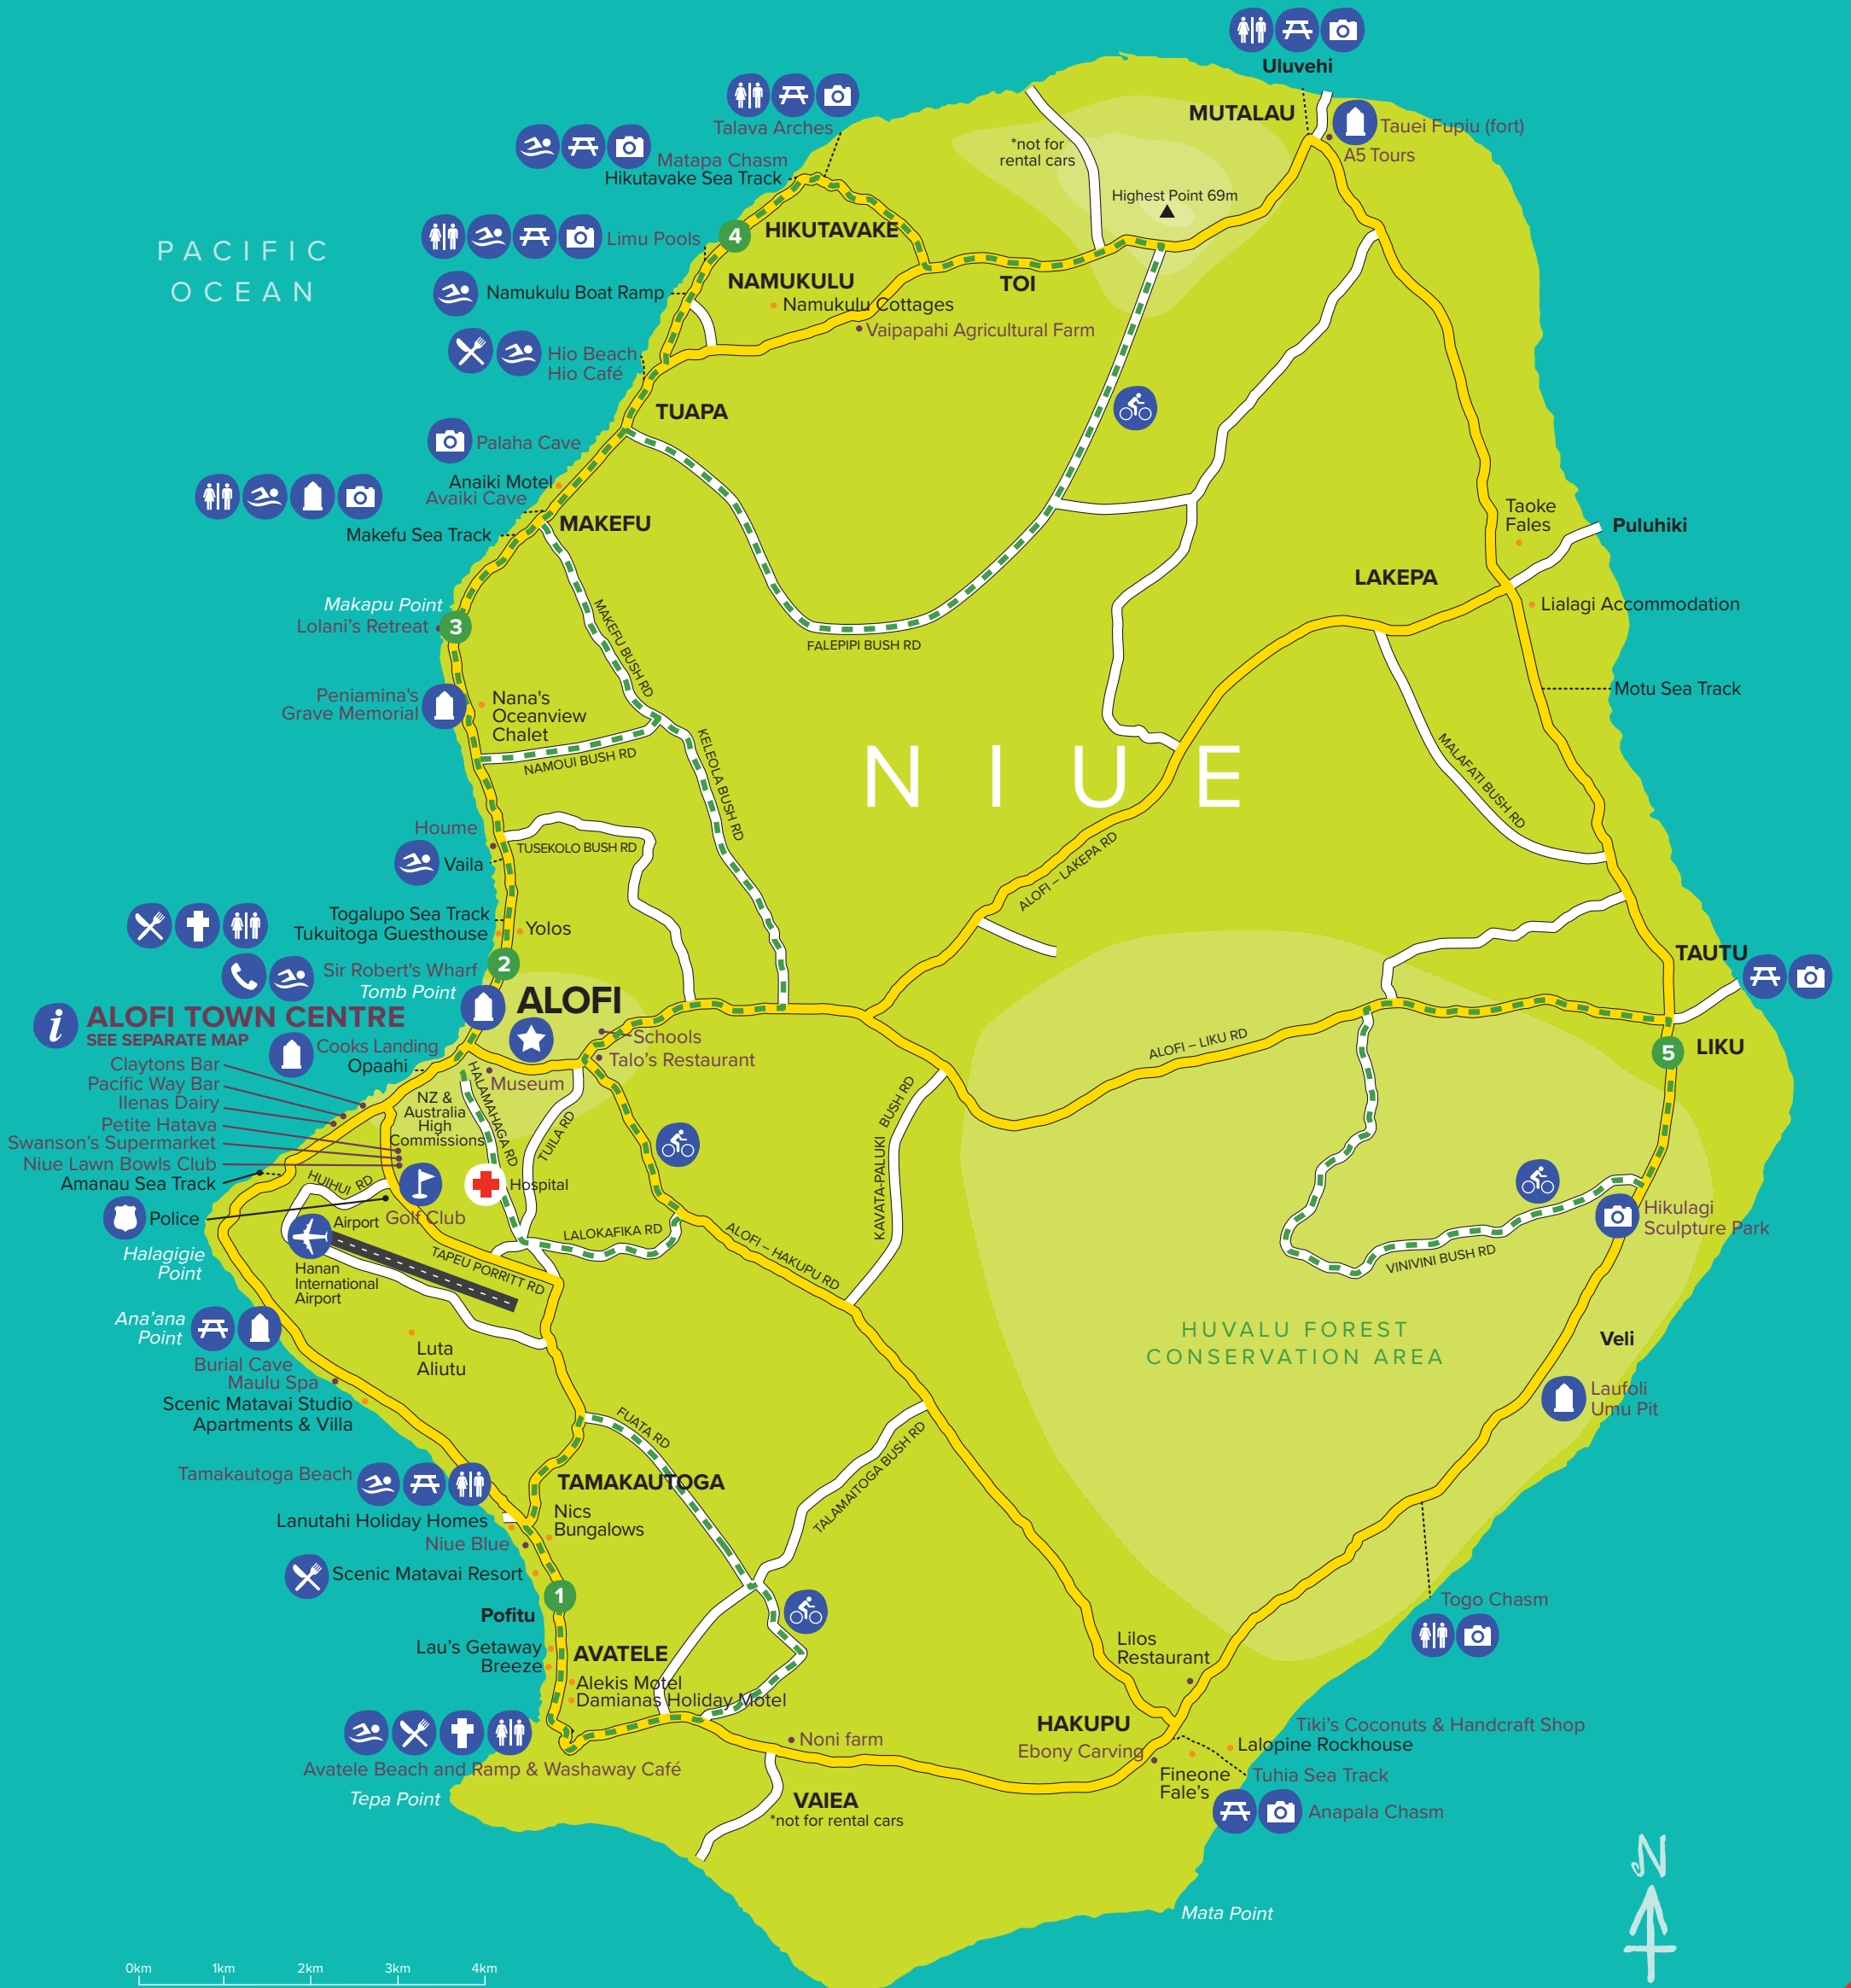 Uluvehi
MUTALAU
Tauei Fupiu (fort)
A5 Tours
Talava Arches
Matapa Chasm
Hikutavake Sea Track
*not for
rental cars
Highest Point 69m
PACIFIC
OCEAN
Limu Pools
4
HIKUTAVAKE
NAMUKULU
TOI
Namukulu Boat Ramp
Namukulu Cottages
Vaipapahi Agricultural Farm
Hio Beach
Hio Café
TUAPA
Palaha Cave
Anaiki Motel
Avaiki Cave
MAKEFU
Makefu Sea Track
Taoke
Fales
Puluhiki
LAKEPA
Lialagi Accommodation
Makapu Point
Lolani's Retreat
3
MAKEFU BUSH RD
FALEPIPI BUSH RD
Motu Sea Track
Peniamina's
Grave Memorial
Nana's
Oceanview
Chalet
NAMOUI BUSH RD
KELEOLA BUSH RD
MALAFATI BUSH RD
NIUE
Houme
Vaila
TUSEKOLO BUSH RD
ALOFI – LAKEPA RD
Togalupo Sea Track
Tukuitoga Guesthouse
Yolos
2
Sir Robert's Wharf
Tomb Point
TAUTU
ALOFI
ALOFI TOWN CENTRE
SEE SEPARATE MAP
Schools
Talo's Restaurant
ALOFI – LIKU RD
5
LIKU
Cooks Landing
Opaahi
Museum
Claytons Bar
Pacific Way Bar
Ilenas Dairy
Petite Hatava
Swanson's Supermarket
Niue Lawn Bowls Club
Amanau Sea Track
NZ &
Australia
High
Commissions
HALAMAHAGA RD
TUILA RD
KAVATA-PALUKI BUSH RD
HUIHUI RD
Hospital
Police
Golf Club
Airport
Halagigie
Point
Hanan
International
Airport
TAPEU PORRITT RD
LALOKAFIKA RD
ALOFI – HAKUPU RD
Hikulagi
Sculpture Park
VINIVINI BUSH RD
Ana'ana
Point
Burial Cave
Maulu Spa
Luta
Aliutu
HUVALU FOREST
CONSERVATION AREA
Veli
Laufoli
Umu Pit
Scenic Matavai Studio
Apartments & Villa
FUATA RD
TALAMAITOGA BUSH RD
Tamakautoga Beach
TAMAKAUTOGA
Lanutahi Holiday Homes
Nics
Bungalows
Niue Blue
Scenic Matavai Resort
1
Pofitu
Togo Chasm
Lau's Getaway
Breeze
AVATELE
Alekis Motel
Damianas Holiday Motel
Lilos
Restaurant
Avatele Beach and Ramp & Washaway Café
Tepa Point
Noni farm
VAIEA
*not for rental cars
HAKUPU
Ebony Carving
Tiki's Coconuts & Handcraft Shop
Lalopine Rockhouse
Fineone
Fale's
Tuhia Sea Track
Anapala Chasm
Mata Point
N
0km 1km 2km 3km 4km